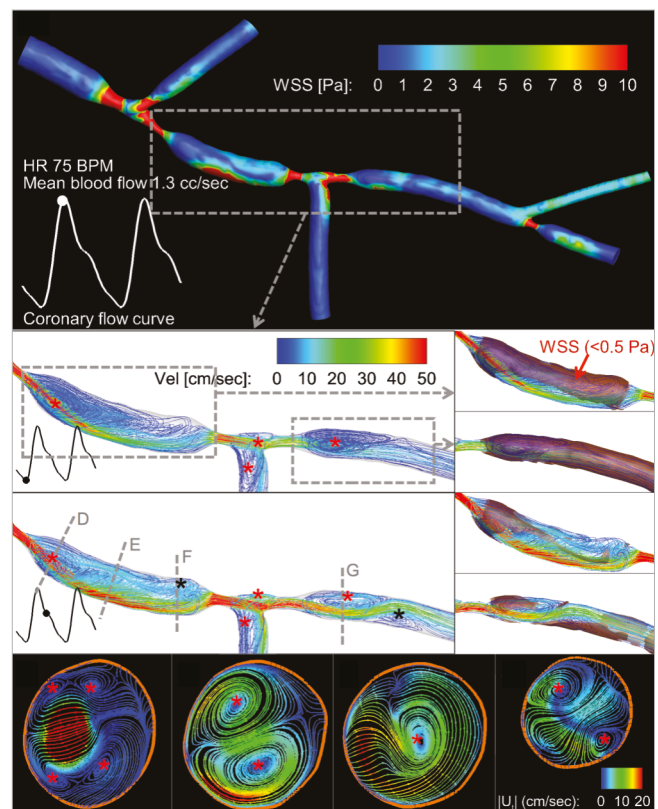 WSS [Pa]:
0 1 2 3 4 5 6 7 8 9 10
HR 75 BPM
Mean blood flow 1.3 cc/sec
Coronary flow curve
Vel [cm/sec]
0 10 20 30 40 50
WSS (<0.5 Pa)
*
*
*
*
D
E
F
G
*
*
*
*
*
*
* *
*
*
*
* *
*
*
|U| (cm/sec):
0 10 20